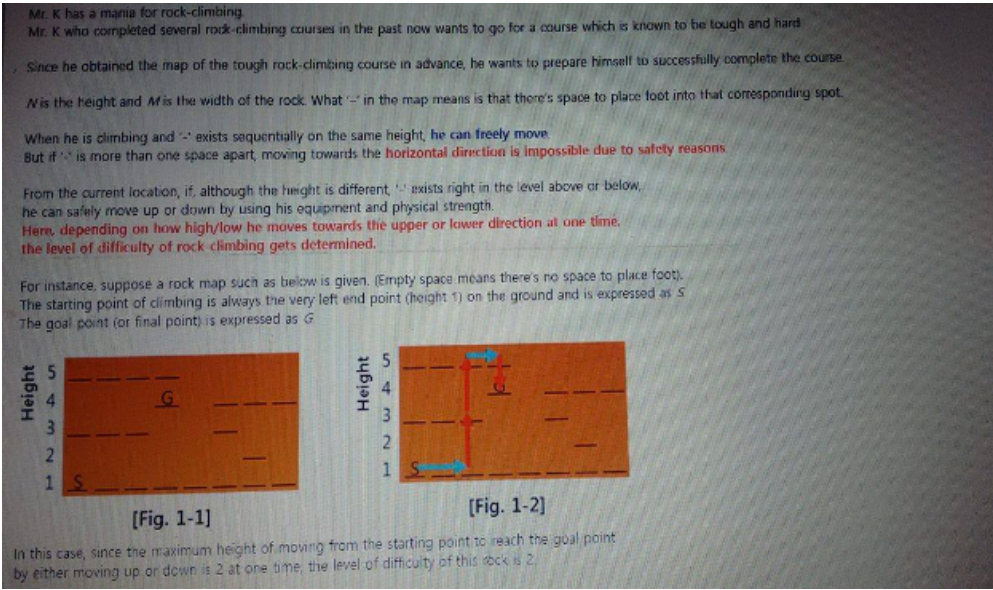 Mr. K has a mania for rock-climbing.
Mr. K who completed several rock-climbing courses in the past now wants to go for a course which is known to be tough and hard
Since he obtained the map of the tough rock-climbing course in advance, he wants to prepare himself to successfully complete the course.
N is the height and M is the width of the rock. What '-' in the map means is that there's space to place foot into that corresponding spot.
When he is climbing and '-' exists sequentially on the same height, he can freely move.
But if '-' is more than one space apart, moving towards the horizontal direction is impossible due to safety reasons
From the current location, if, although the height is different, '-' exists right in the level above or below,
he can safely move up or down by using his equipment and physical strength.
Here, depending on how high/low he moves towards the upper or lower direction at one time,
the level of difficulty of rock climbing gets determined.
For instance, suppose a rock map such as below is given. (Empty space means there's no space to place foot).
The starting point of climbing is always the very left end point (height 1) on the ground and is expressed as S
The goal point (or final point) is expressed as G
Height 5 4 3 2 1 G S
[Fig. 1-1]
Height 5 4 3 2 1 G S
[Fig. 1-2]
In this case, since the maximum height of moving from the starting point to reach the goal point
by either moving up or down is 2 at one time, the level of difficulty of this rock is 2.